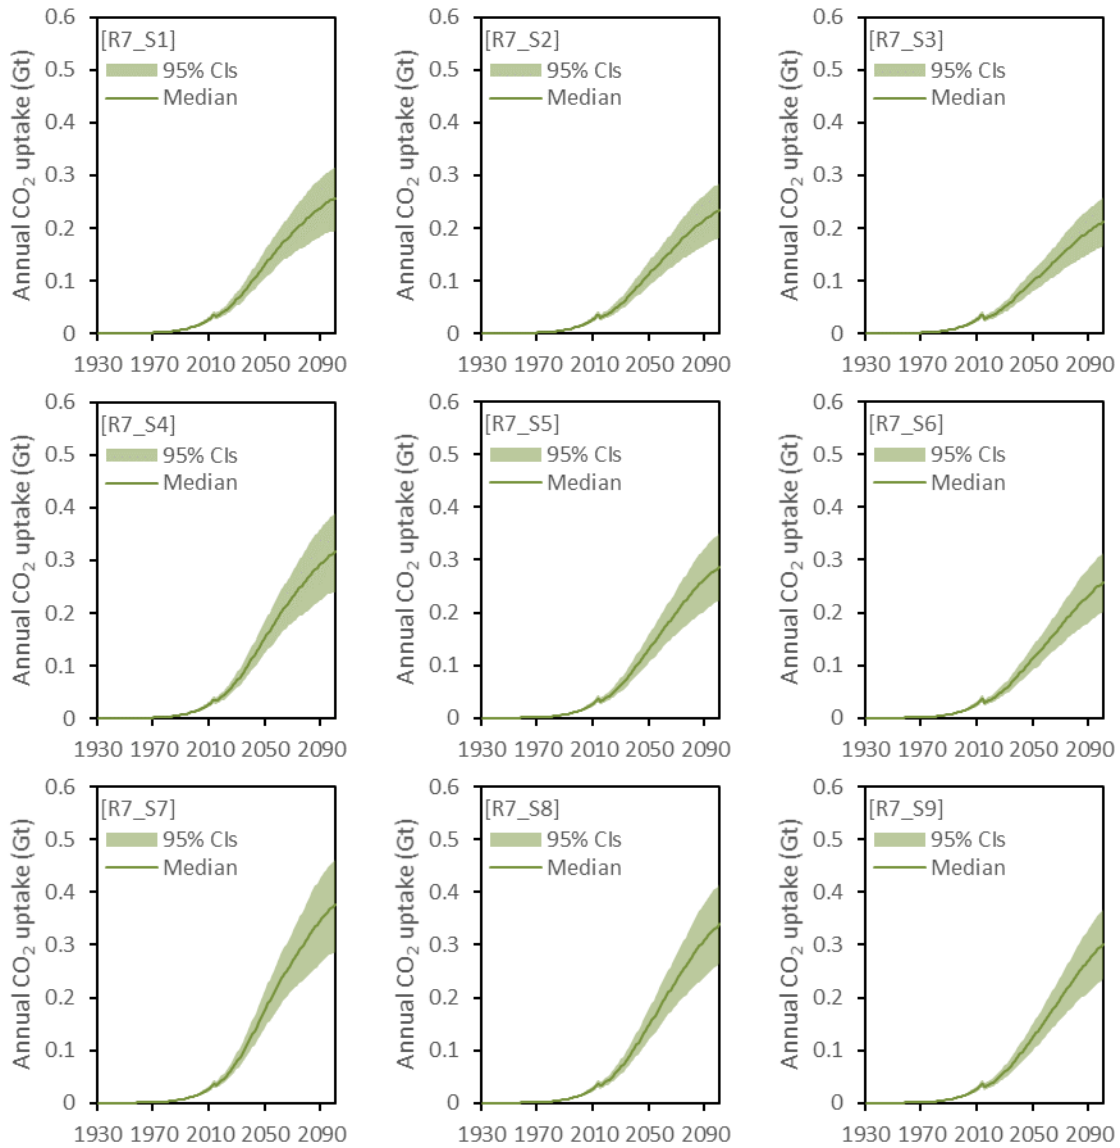 [R7_S1]
95% CIs
Median
Annual CO₂ uptake (Gt)
0.6
0.5
0.4
0.3
0.2
0.1
0
1930 1970 2010 2050 2090
[R7_S2]
95% CIs
Median
Annual CO₂ uptake (Gt)
0.6
0.5
0.4
0.3
0.2
0.1
0
1930 1970 2010 2050 2090
[R7_S3]
95% CIs
Median
Annual CO₂ uptake (Gt)
0.6
0.5
0.4
0.3
0.2
0.1
0
1930 1970 2010 2050 2090
[R7_S4]
95% CIs
Median
Annual CO₂ uptake (Gt)
0.6
0.5
0.4
0.3
0.2
0.1
0
1930 1970 2010 2050 2090
[R7_S5]
95% CIs
Median
Annual CO₂ uptake (Gt)
0.6
0.5
0.4
0.3
0.2
0.1
0
1930 1970 2010 2050 2090
[R7_S6]
95% CIs
Median
Annual CO₂ uptake (Gt)
0.6
0.5
0.4
0.3
0.2
0.1
0
1930 1970 2010 2050 2090
[R7_S7]
95% CIs
Median
Annual CO₂ uptake (Gt)
0.6
0.5
0.4
0.3
0.2
0.1
0
1930 1970 2010 2050 2090
[R7_S8]
95% CIs
Median
Annual CO₂ uptake (Gt)
0.6
0.5
0.4
0.3
0.2
0.1
0
1930 1970 2010 2050 2090
[R7_S9]
95% CIs
Median
Annual CO₂ uptake (Gt)
0.6
0.5
0.4
0.3
0.2
0.1
0
1930 1970 2010 2050 2090